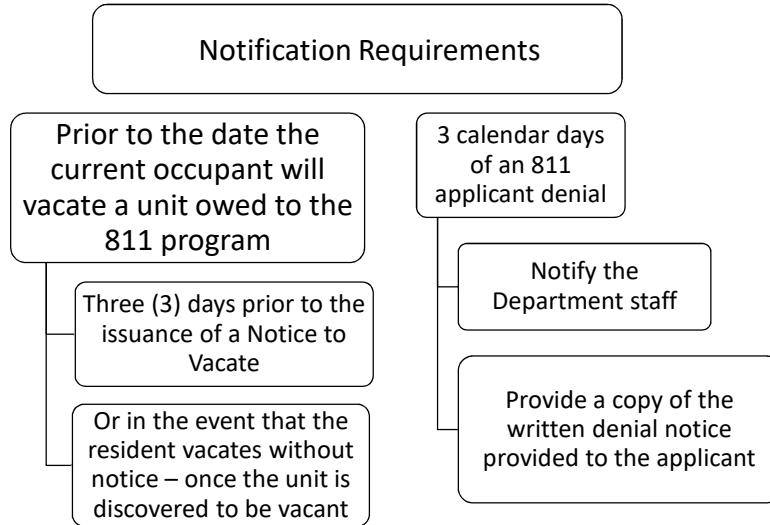 Notification Requirements
Prior to the date the
current occupant will
vacate a unit owed to the
811 program
Three (3) days prior to the
issuance of a Notice to
Vacate
Or in the event that the
resident vacates without
notice – once the unit is
discovered to be vacant
3 calendar days
of an 811
applicant denial
Notify the
Department staff
Provide a copy of the
written denial notice
provided to the applicant